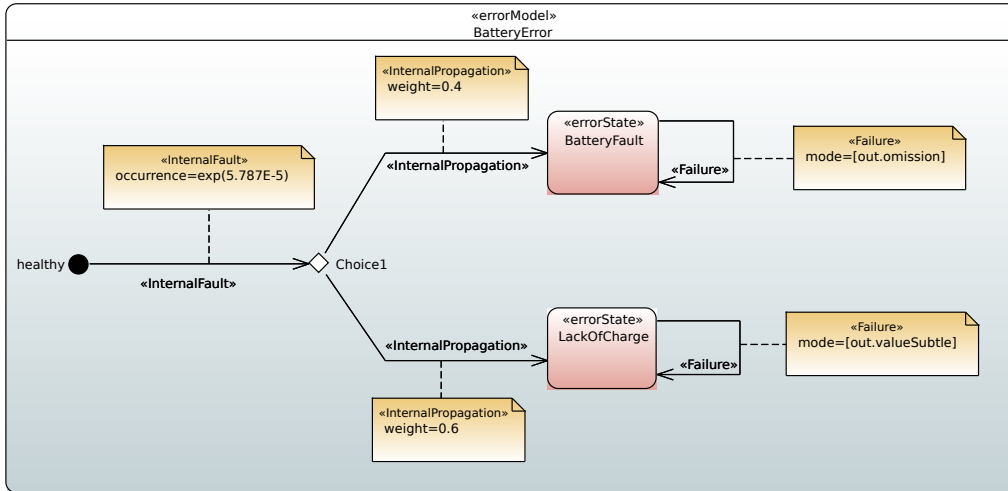 «errorModel»
BatteryError
«InternalPropagation»
weight=0.4
«errorState»
BatteryFault
«Failure»
mode=[out.omission]
«InternalPropagation»
«Failure»
«InternalFault»
occurrence=exp(5.787E-5)
healthy
Choice1
«InternalFault»
«errorState»
LackOfCharge
«Failure»
mode=[out.valueSubtle]
«InternalPropagation»
«Failure»
«InternalPropagation»
weight=0.6